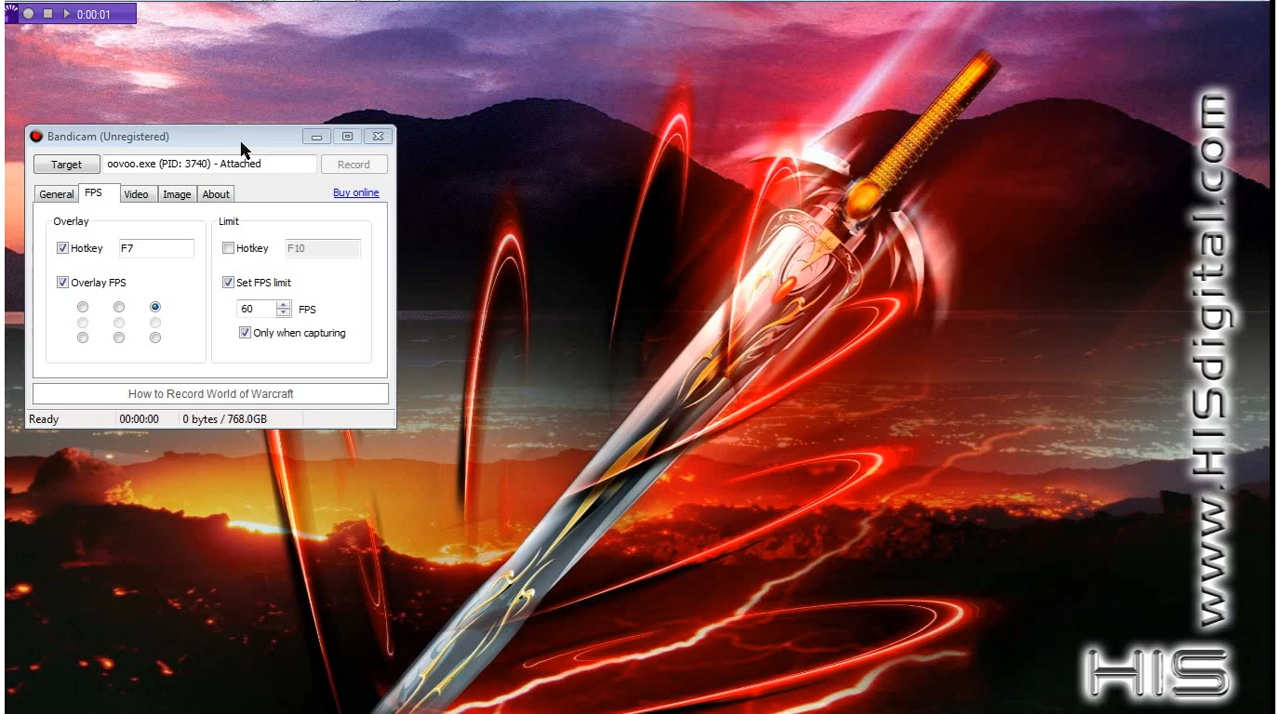 0:00:01
Bandicam (Unregistered)
Target oovoo.exe (PID: 3740) - Attached Record
General FPS Video Image About Buy online
Overlay Limit
Hotkey F7 Hotkey F10
Overlay FPS Set FPS limit
60 FPS
Only when capturing
How to Record World of Warcraft
Ready 00:00:00 0 bytes / 768.0GB
www.HISdigital.com
HIS